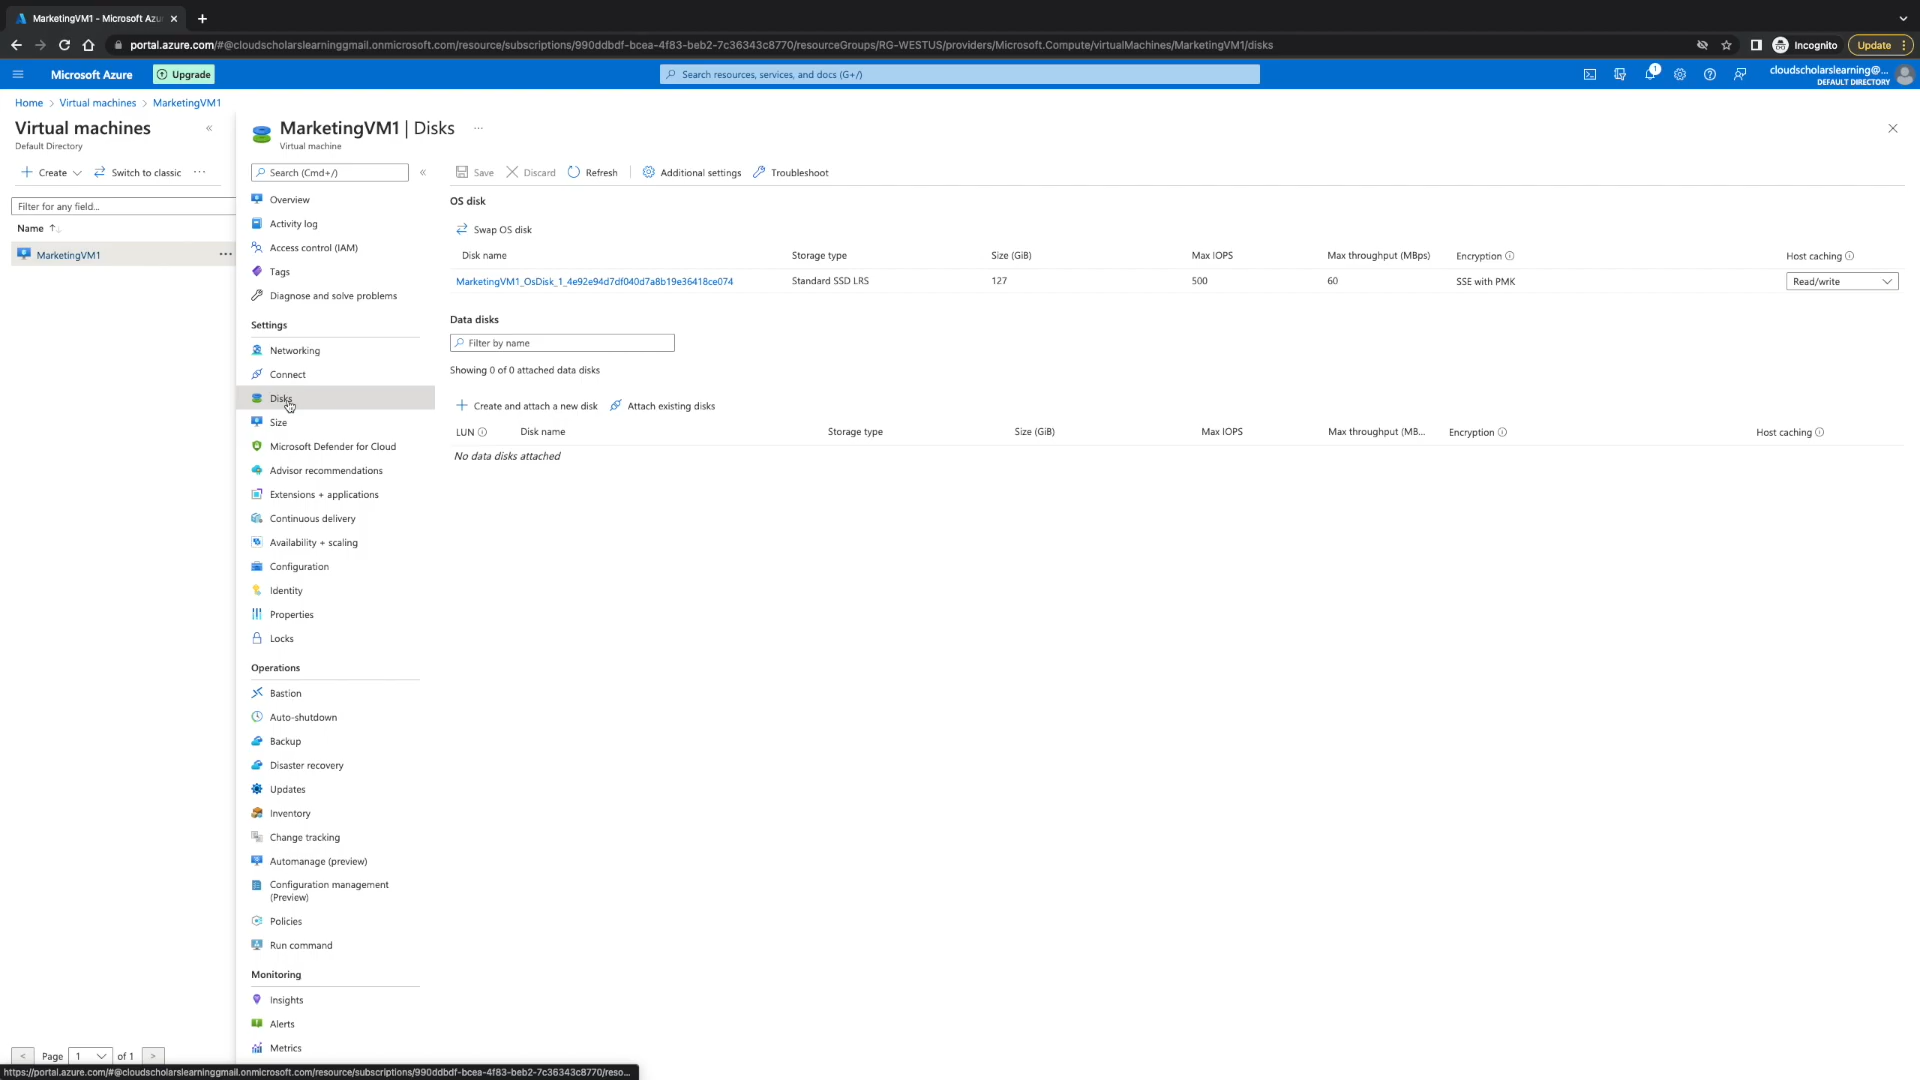 MarketingVM1 - Microsoft Azu
portal.azure.com/#@cloudscholarslearninggmail.onmicrosoft.com/resource/subscriptions/990ddbdf-bcea-4f83-beb2-7c36343c8770/resourceGroups/RG-WESTUS/providers/Microsoft.Compute/virtualMachines/MarketingVM1/disks
Incognito
Update
Microsoft Azure
Upgrade
Search resources, services, and docs (G+/)
1
cloudscholarslearning@...
DEFAULT DIRECTORY
Home > Virtual machines > MarketingVM1
Virtual machines
Default Directory
Create
Switch to classic
Filter for any field...
Name
MarketingVM1
Page 1 of 1
MarketingVM1 | Disks
Virtual machine
Search (Cmd+/)
Overview
Activity log
Access control (IAM)
Tags
Diagnose and solve problems
Settings
Networking
Connect
Disks
Size
Microsoft Defender for Cloud
Advisor recommendations
Extensions + applications
Continuous delivery
Availability + scaling
Configuration
Identity
Properties
Locks
Operations
Bastion
Auto-shutdown
Backup
Disaster recovery
Updates
Inventory
Change tracking
Automanage (preview)
Configuration management
(Preview)
Policies
Run command
Monitoring
Insights
Alerts
Metrics
Save Discard Refresh Additional settings Troubleshoot
OS disk
Swap OS disk
Disk name Storage type Size (GiB) Max IOPS Max throughput (MBps) Encryption Host caching
MarketingVM1_OsDisk_1_4e92e94d7df040d7a8b19e36418ce074 Standard SSD LRS 127 500 60 SSE with PMK Read/write
Data disks
Filter by name
Showing 0 of 0 attached data disks
Create and attach a new disk Attach existing disks
LUN Disk name Storage type Size (GiB) Max IOPS Max throughput (MB... Encryption Host caching
No data disks attached
https://portal.azure.com/#@cloudscholarslearninggmail.onmicrosoft.com/resource/subscriptions/990ddbdf-bcea-4f83-beb2-7c36343c8770/reso...